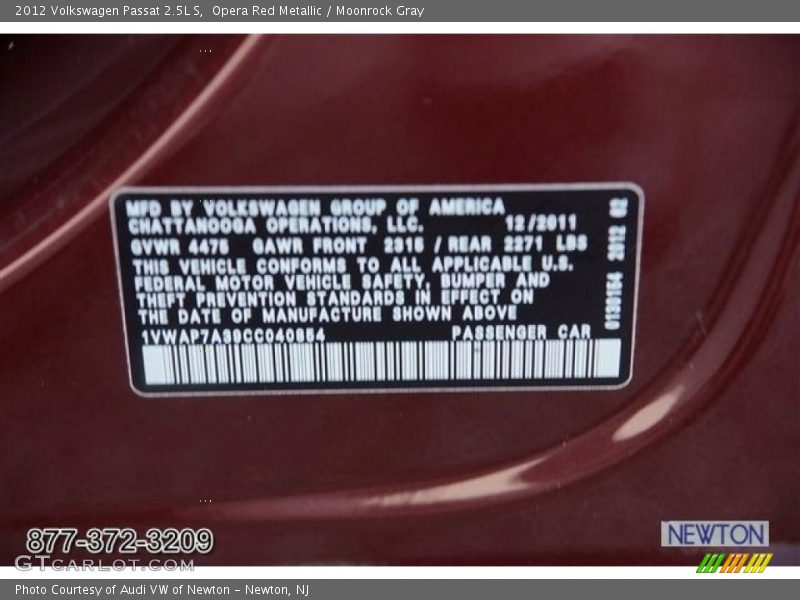 2012 Volkswagen Passat 2.5L S,  Opera Red Metallic / Moonrock Gray
MFD BY VOLKSWAGEN GROUP OF AMERICA
CHATTANOOGA OPERATIONS, LLC. 12/2011
GVWR 4475 GAWR FRONT 2315 / REAR 2271 LBS
THIS VEHICLE CONFORMS TO ALL APPLICABLE U.S.
FEDERAL MOTOR VEHICLE SAFETY, BUMPER AND
THEFT PREVENTION STANDARDS IN EFFECT ON
THE DATE OF MANUFACTURE SHOWN ABOVE
PASSENGER CAR
877-372-3209
GTCARLOT.COM
NEWTON
Photo Courtesy of Audi VW of Newton – Newton, NJ